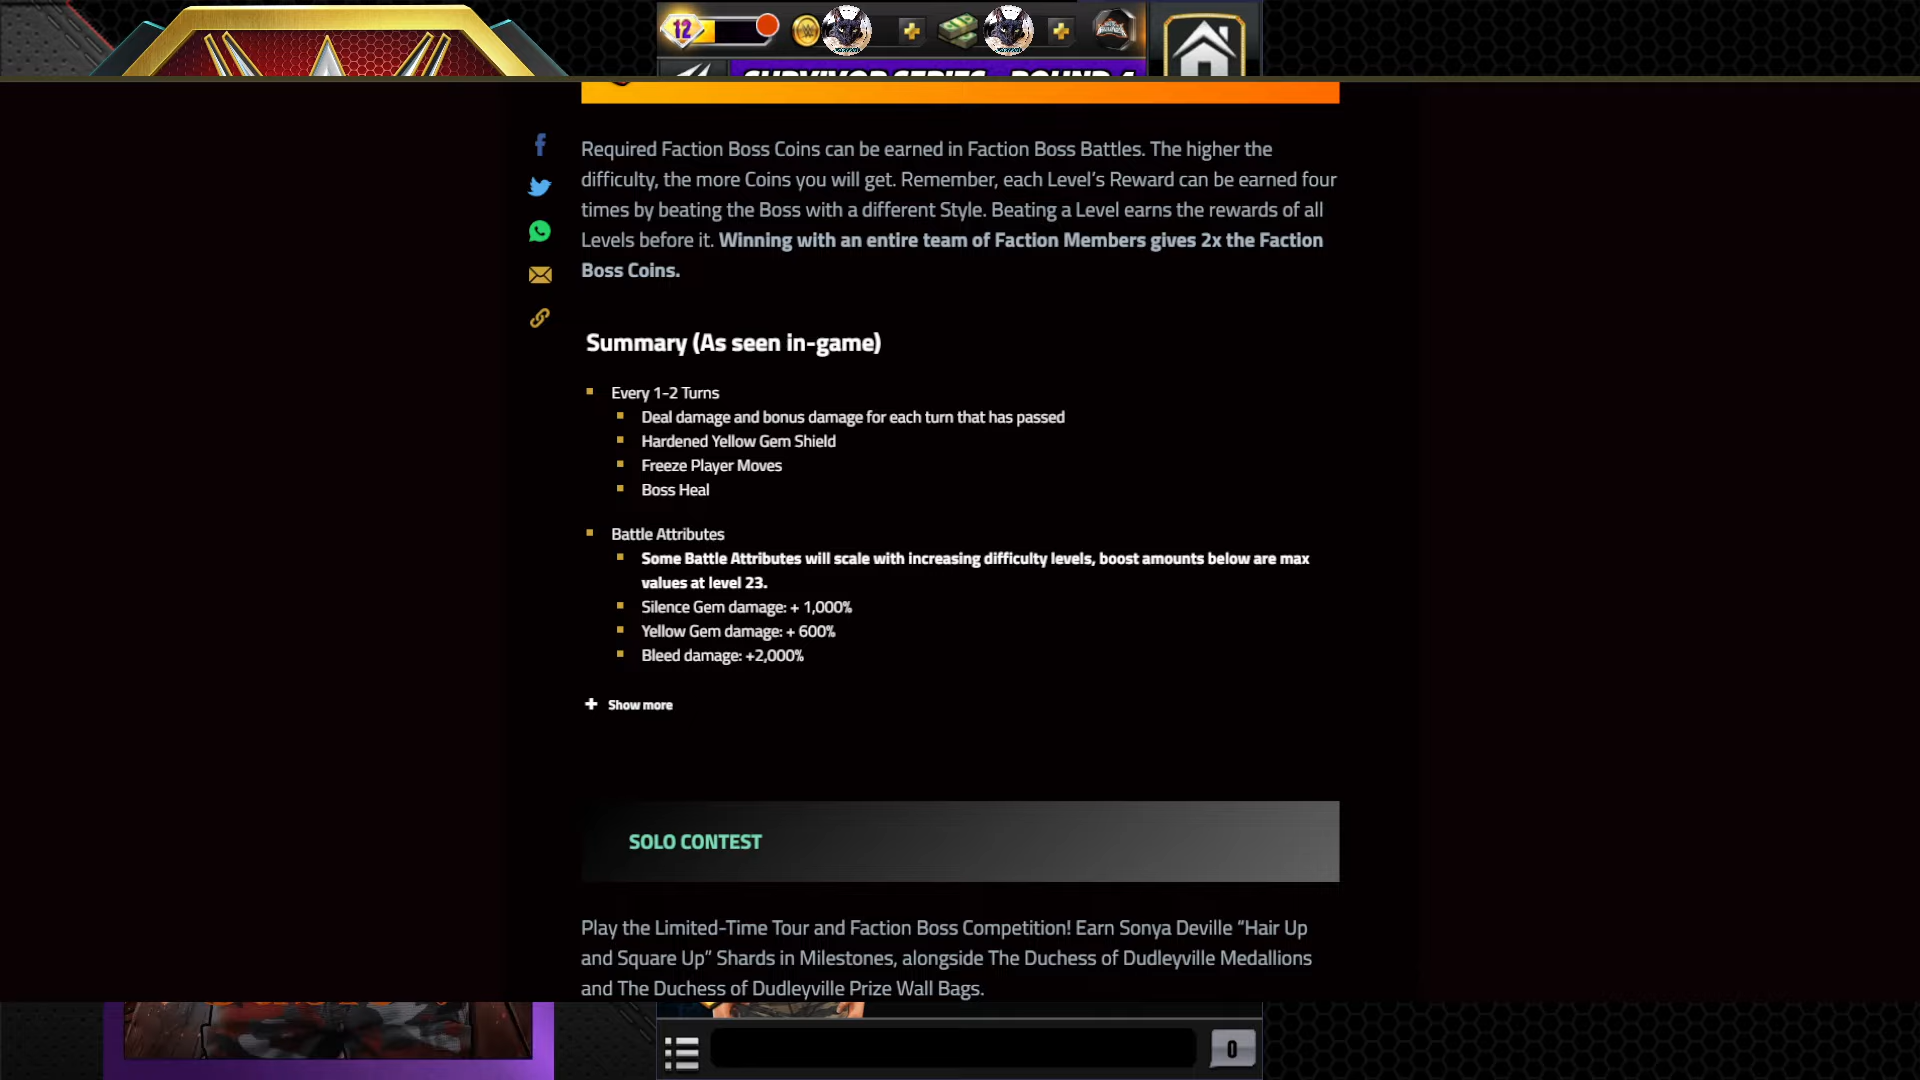 12
SURVIVOR SERIES - ROUND 4
Required Faction Boss Coins can be earned in Faction Boss Battles. The higher the
difficulty, the more Coins you will get. Remember, each Level's Reward can be earned four
times by beating the Boss with a different Style. Beating a Level earns the rewards of all
Levels before it. Winning with an entire team of Faction Members gives 2x the Faction
Boss Coins.
Summary (As seen in-game)
Every 1-2 Turns
Deal damage and bonus damage for each turn that has passed
Hardened Yellow Gem Shield
Freeze Player Moves
Boss Heal
Battle Attributes
Some Battle Attributes will scale with increasing difficulty levels, boost amounts below are max
values at level 23.
Silence Gem damage: + 1,000%
Yellow Gem damage: + 600%
Bleed damage: +2,000%
Show more
SOLO CONTEST
Play the Limited-Time Tour and Faction Boss Competition! Earn Sonya Deville “Hair Up
and Square Up” Shards in Milestones, alongside The Duchess of Dudleyville Medallions
and The Duchess of Dudleyville Prize Wall Bags.
0